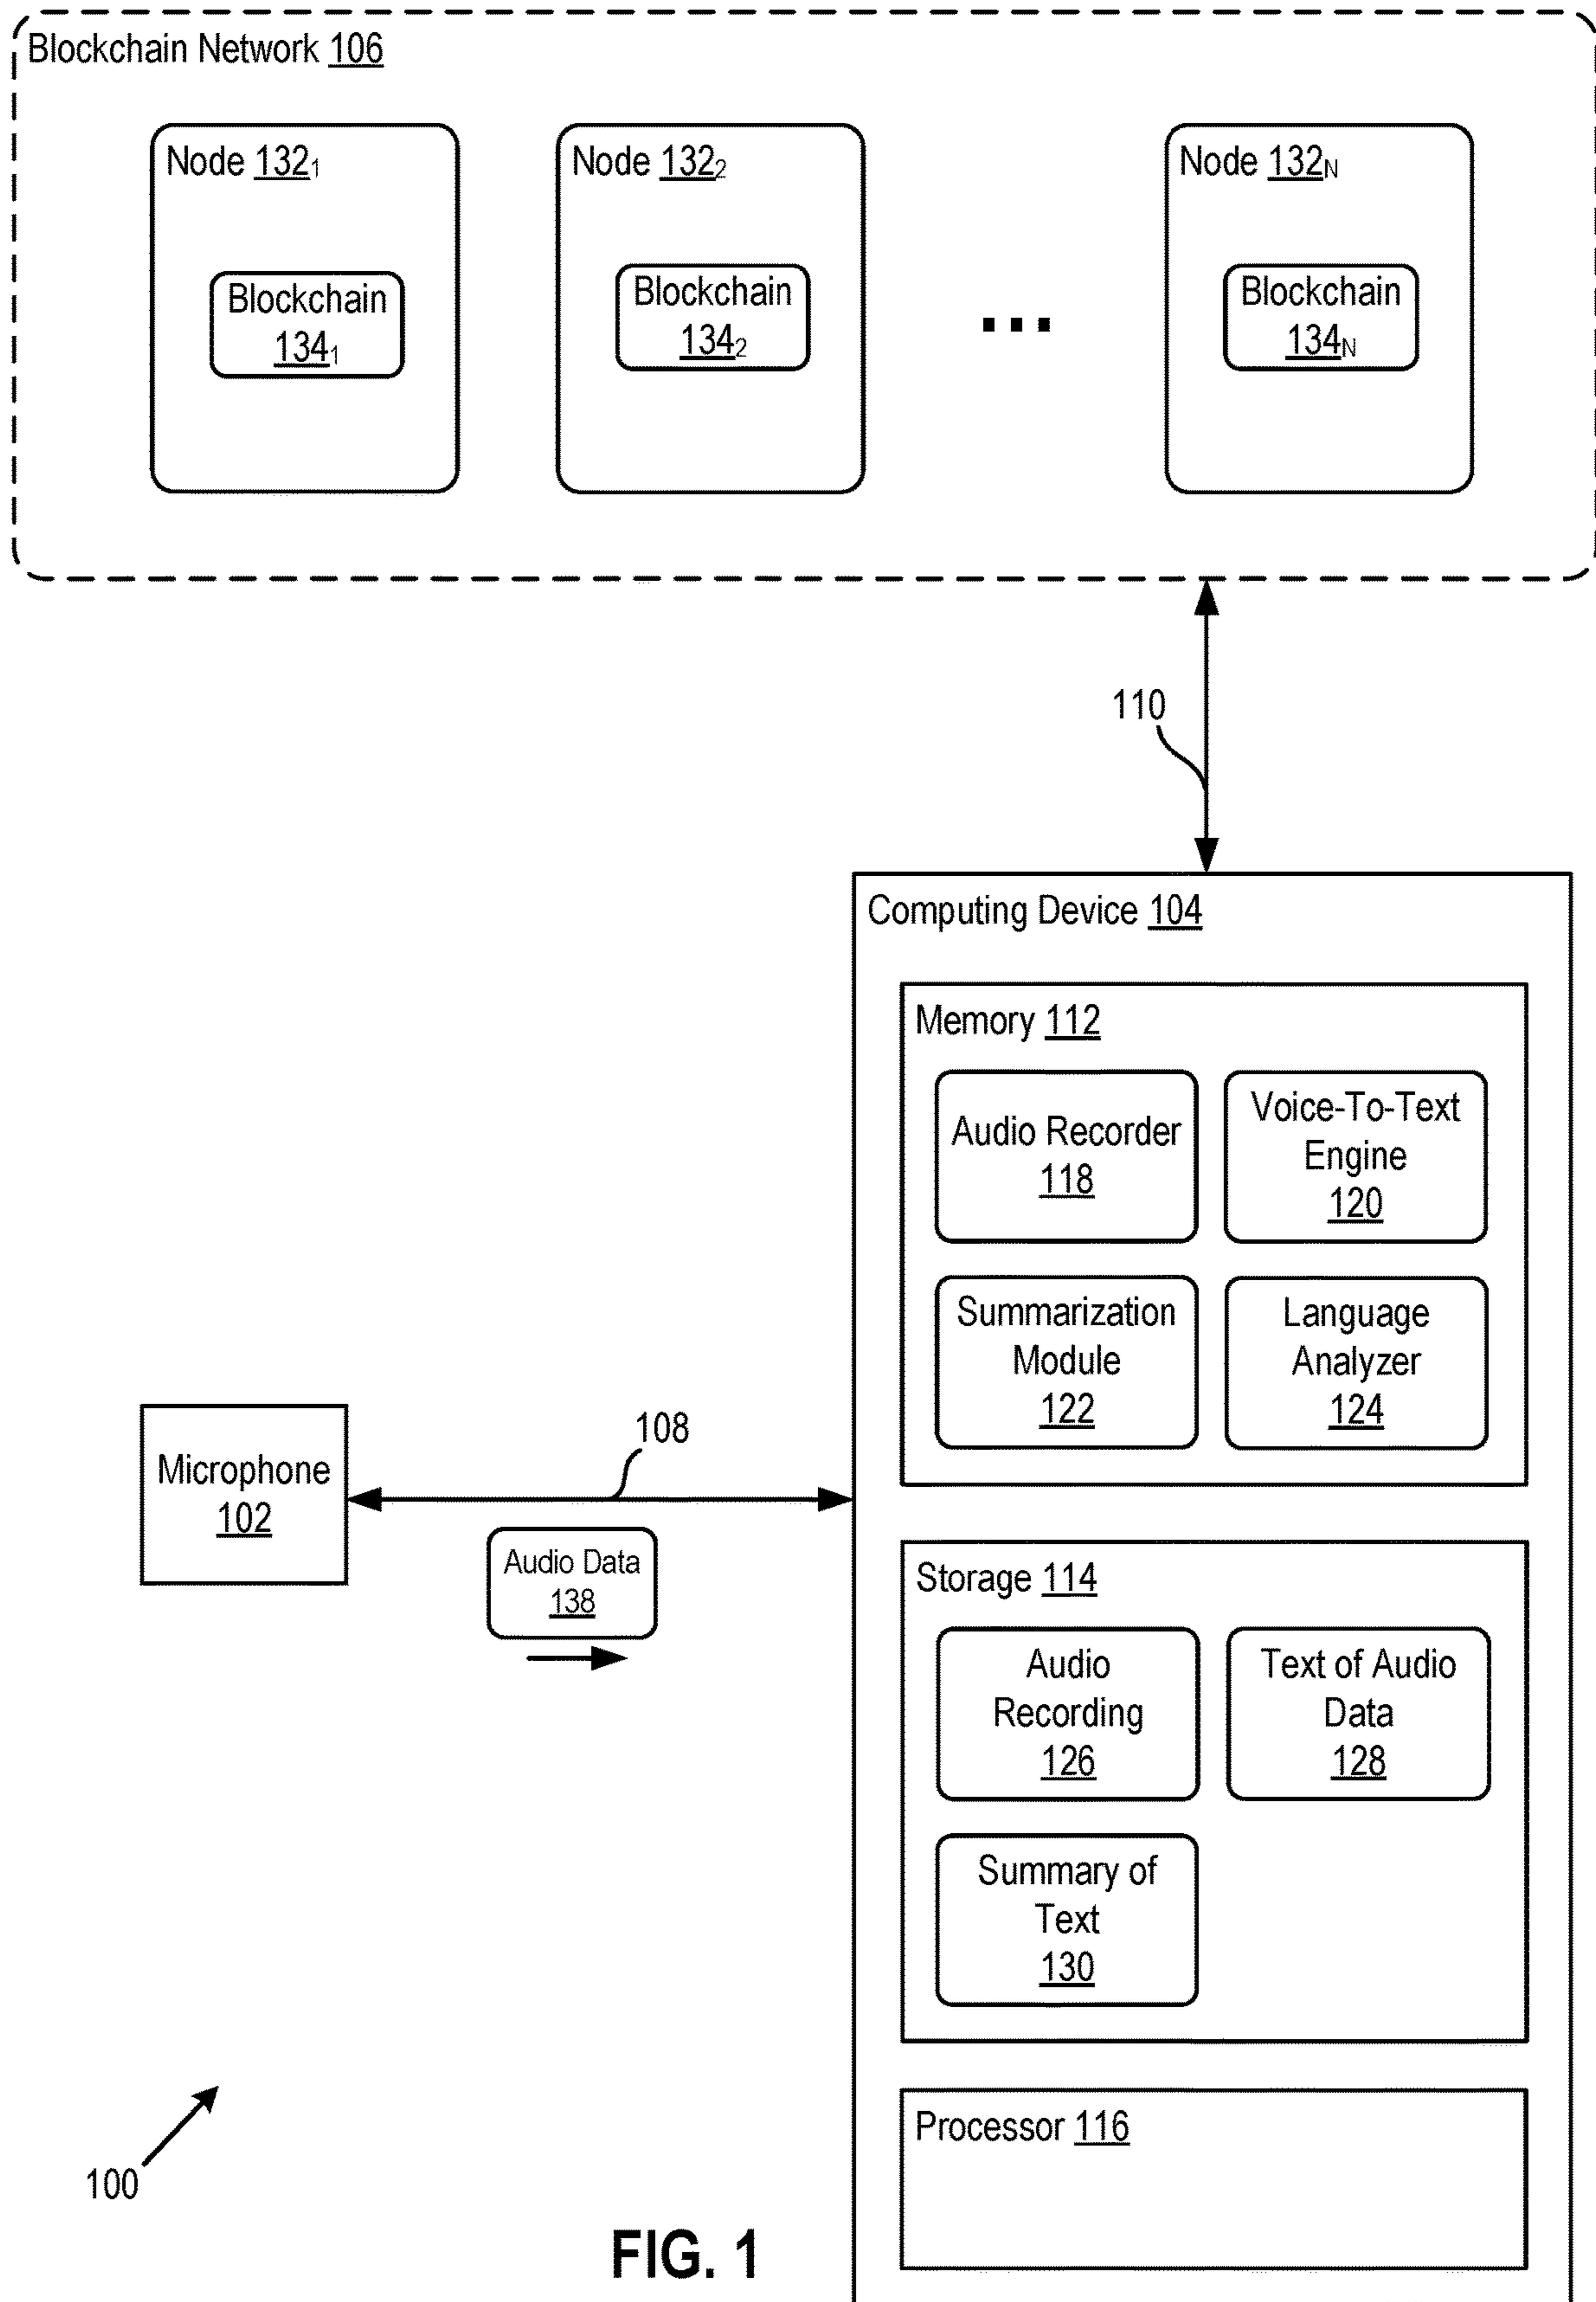 Blockchain Network 106
Node 132₁
Node 132₂
Node 132N
Blockchain
134₁
Blockchain
134₂
...
Blockchain
134N
110
Computing Device 104
Memory 112
Audio Recorder
118
Voice-To-Text
Engine
120
Summarization
Module
122
Language
Analyzer
124
Microphone
102
108
Audio Data
138
Storage 114
Audio
Recording
126
Text of Audio
Data
128
Summary of
Text
130
Processor 116
100
FIG. 1